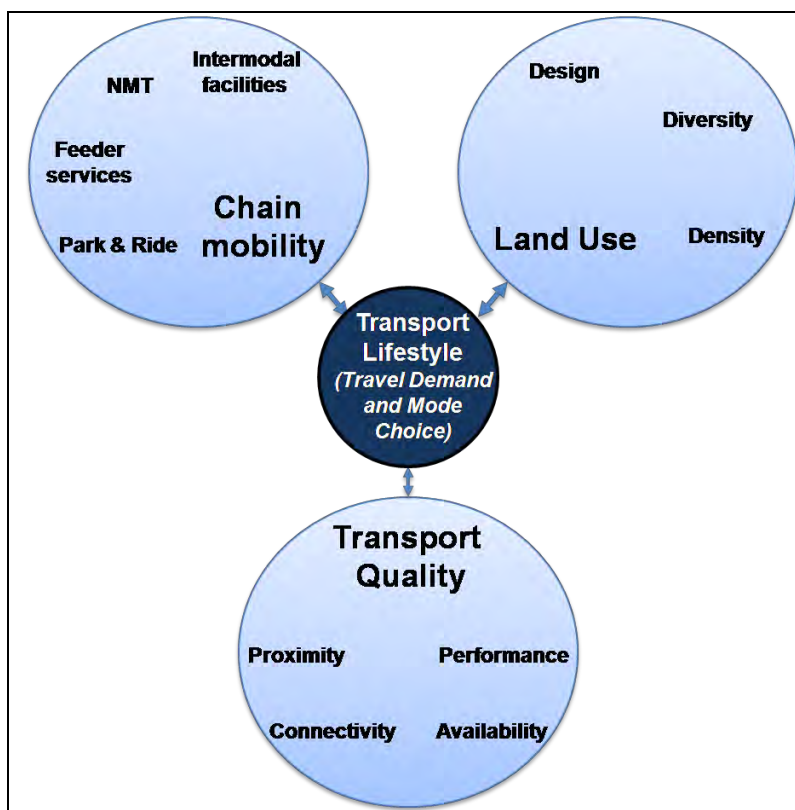 Intermodal
facilities
NMT
Feeder
services
Park & Ride
Chain
mobility
Design
Diversity
Density
Land Use
Transport
Lifestyle
(Travel Demand
and Mode
Choice)
Transport
Quality
Proximity
Performance
Connectivity
Availability